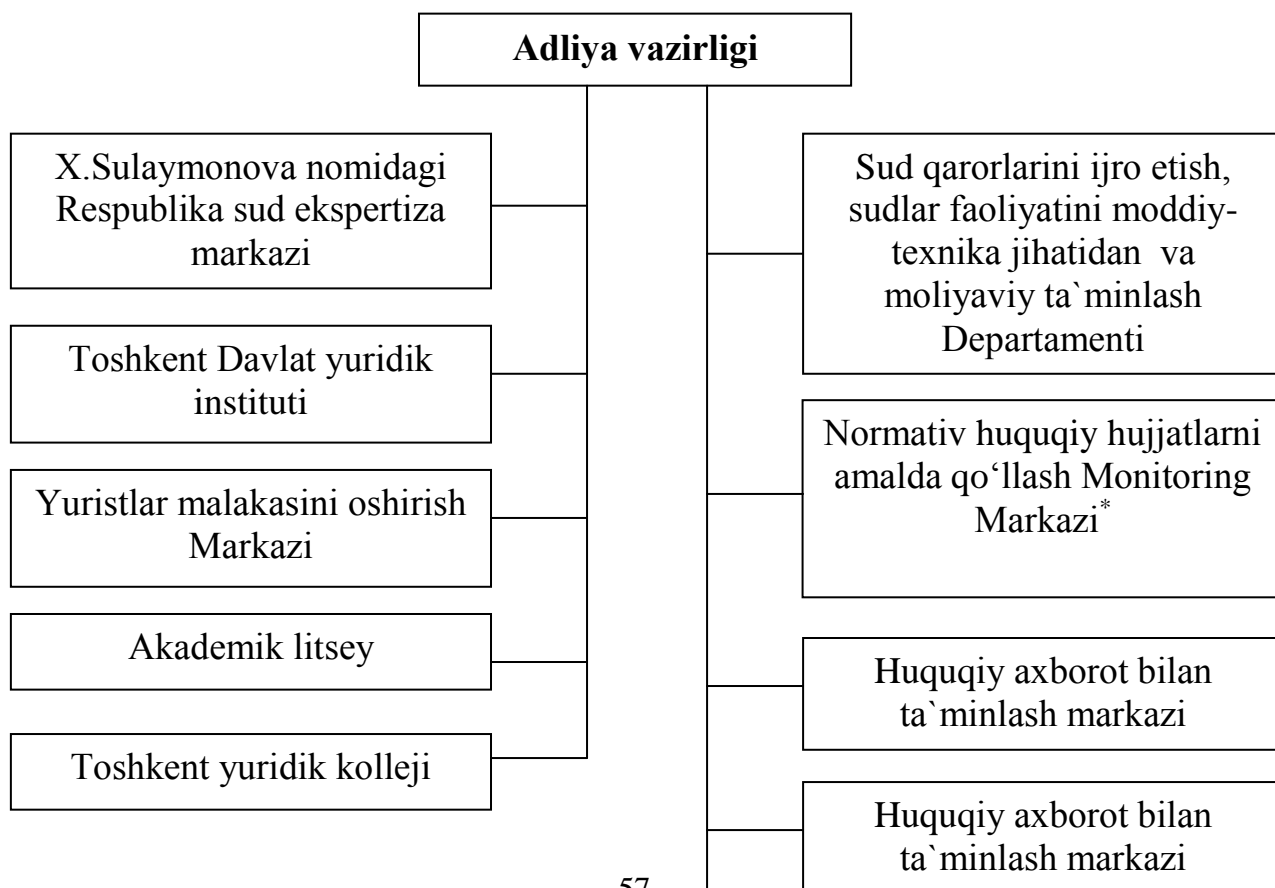 Adliya vazirligi
X.Sulaymonova nomidagi
Respublika sud ekspertiza
markazi
Toshkent Davlat yuridik
instituti
Yuristlar malakasini oshirish
Markazi
Akademik litsey
Toshkent yuridik kolleji
Sud qarorlarini ijro etish,
sudlar faoliyatini moddiy-
texnika jihatidan va
moliyaviy ta`minlash
Departamenti
Normativ huquqiy hujjatlarni
amalda qo‘llash Monitoring
Markazi*
Huquqiy axborot bilan
ta`minlash markazi
Huquqiy axborot bilan
ta`minlash markazi
57